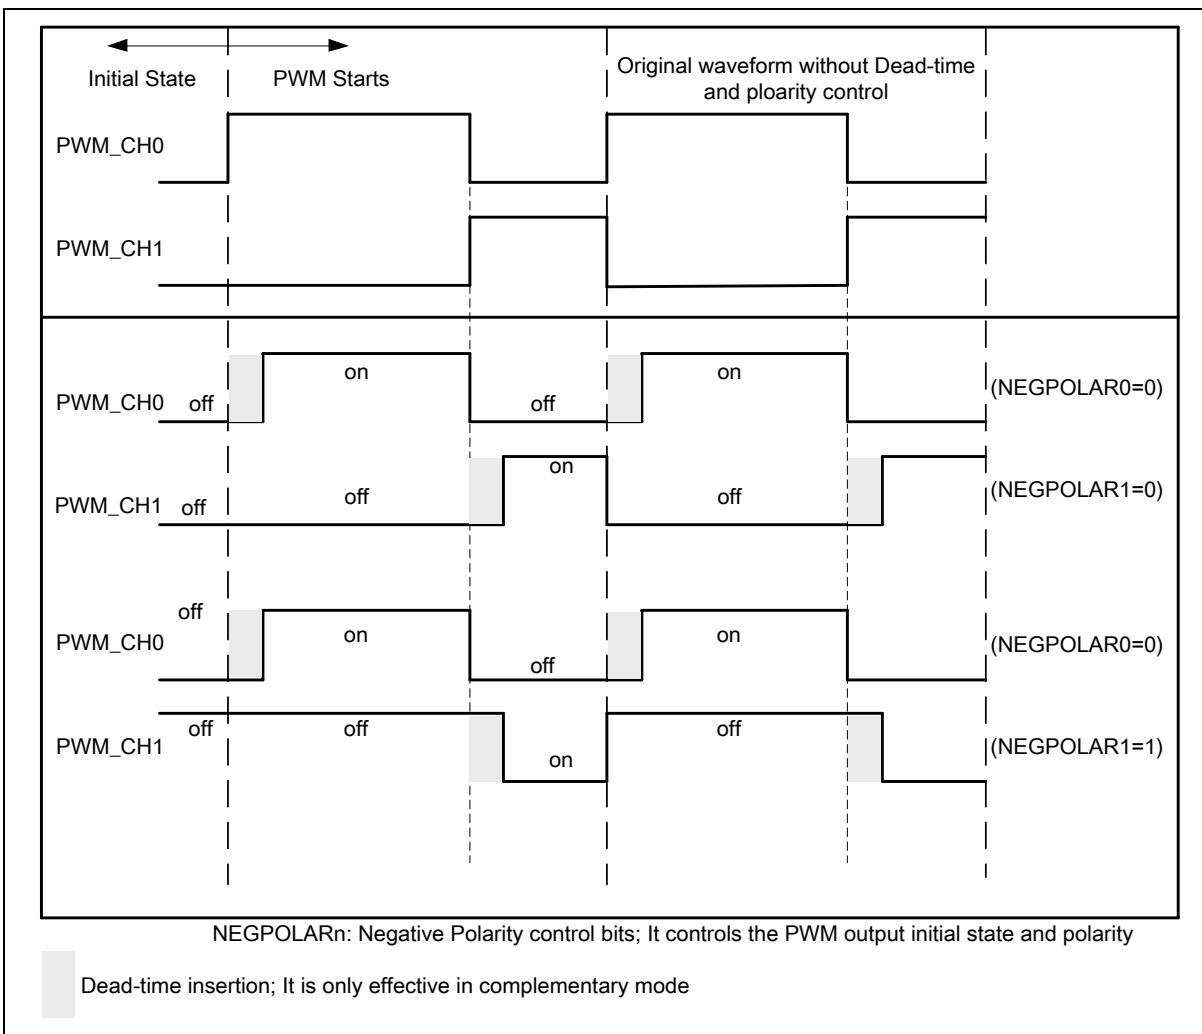 Initial State
PWM Starts
Original waveform without Dead-time
and ploarity control
PWM_CH0
PWM_CH1
on
on
(NEGPOLAR0=0)
PWM_CH0
off
off
on
(NEGPOLAR1=0)
off
off
PWM_CH1
off
off
PWM_CH0
on
on
(NEGPOLAR0=0)
off
off
off
off
PWM_CH1
on
(NEGPOLAR1=1)
NEGPOLARn: Negative Polarity control bits; It controls the PWM output initial state and polarity
Dead-time insertion; It is only effective in complementary mode